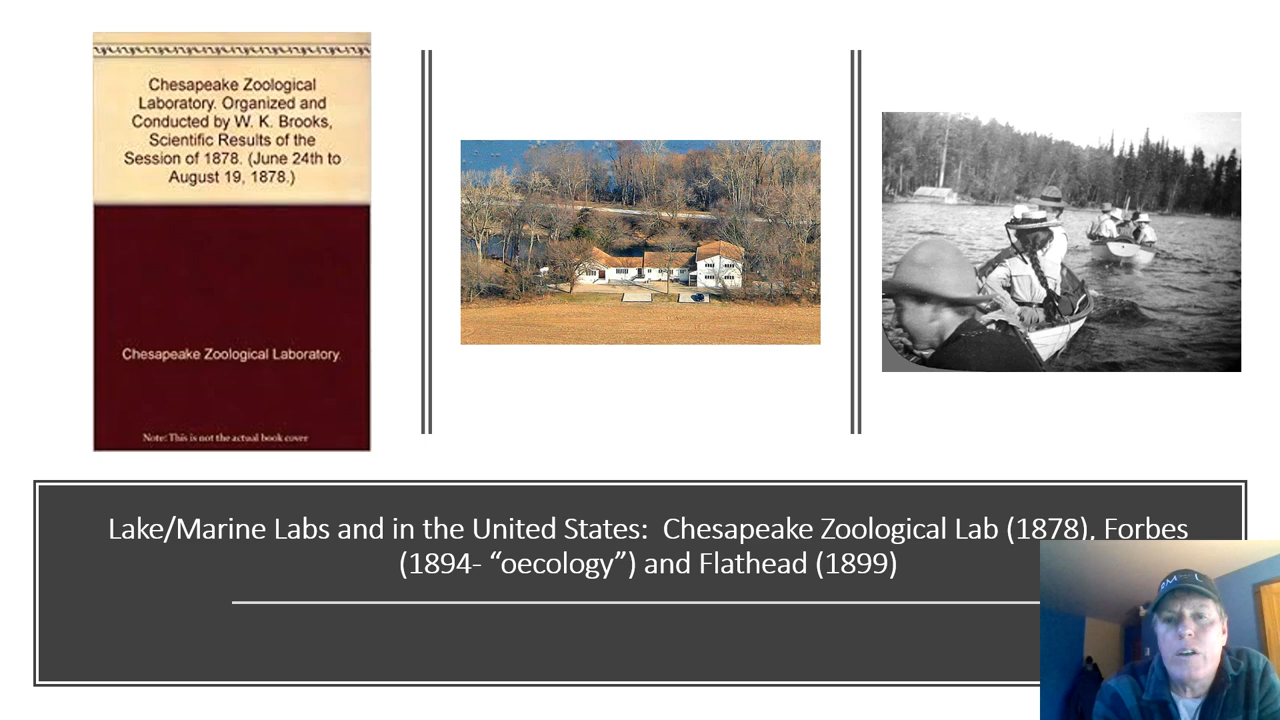 Chesapeake Zoological
Laboratory. Organized and
Conducted by W. K. Brooks,
Scientific Results of the
Session of 1878. (June 24th to
August 19, 1878.)
Chesapeake Zoological Laboratory.
Note: This is not the actual book cover
Lake/Marine Labs and in the United States:  Chesapeake Zoological Lab (1878), Forbes
(1894- “oecology”) and Flathead (1899)